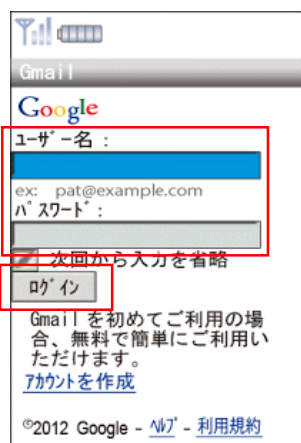 Gmail
Google
ユーザー名：
ex: pat@example.com
パスワード：
次回から入力を省略
ログイン
Gmail を初めてご利用の場
合、無料で簡単にご利用い
ただけます。
アカウントを作成
©2012 Google - ヘルプ - 利用規約